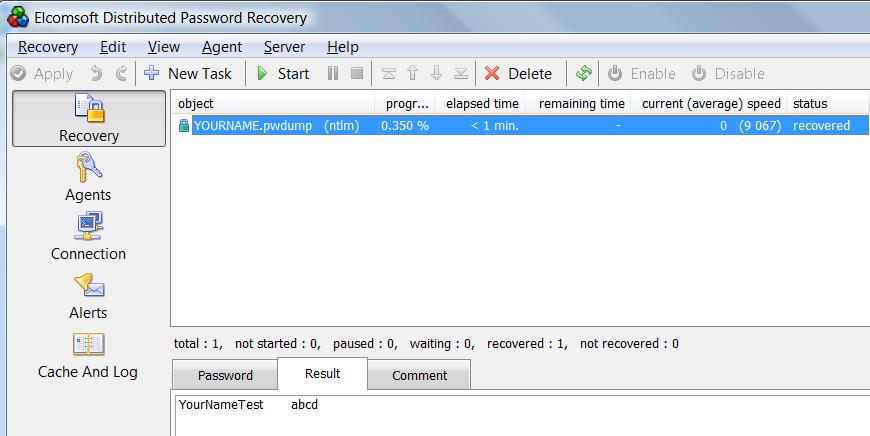 Elcomsoft Distributed Password Recovery
Recovery Edit View Agent Server Help
Apply New Task Start Delete Enable Disable
Recovery
Agents
Connection
Alerts
Cache And Log
object progr... elapsed time remaining time current (average) speed status
YOURNAME.pwdump (ntlm) 0.350 % < 1 min. - 0 (9 067) recovered
total : 1, not started : 0, paused : 0, waiting : 0, recovered : 1, not recovered : 0
Password Result Comment
YourNameTest abcd